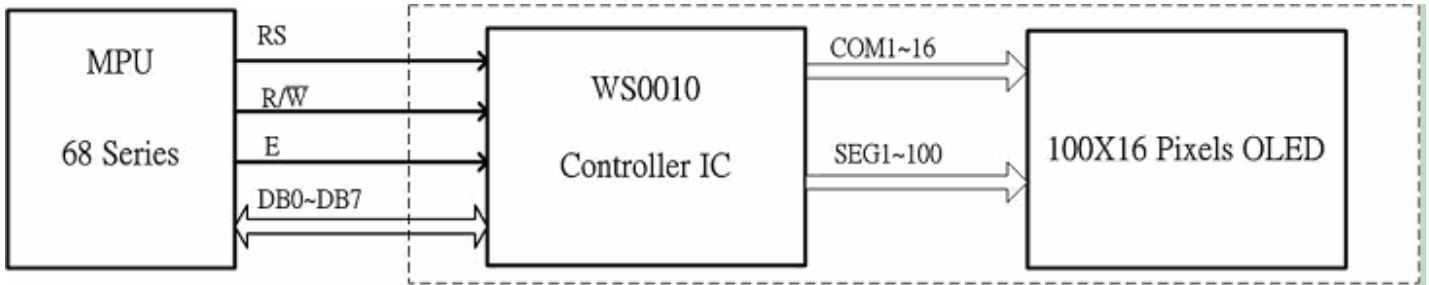 MPU
68 Series
RS
R/W̅
E
DB0~DB7
WS0010
Controller IC
COM1~16
SEG1~100
100X16 Pixels OLED